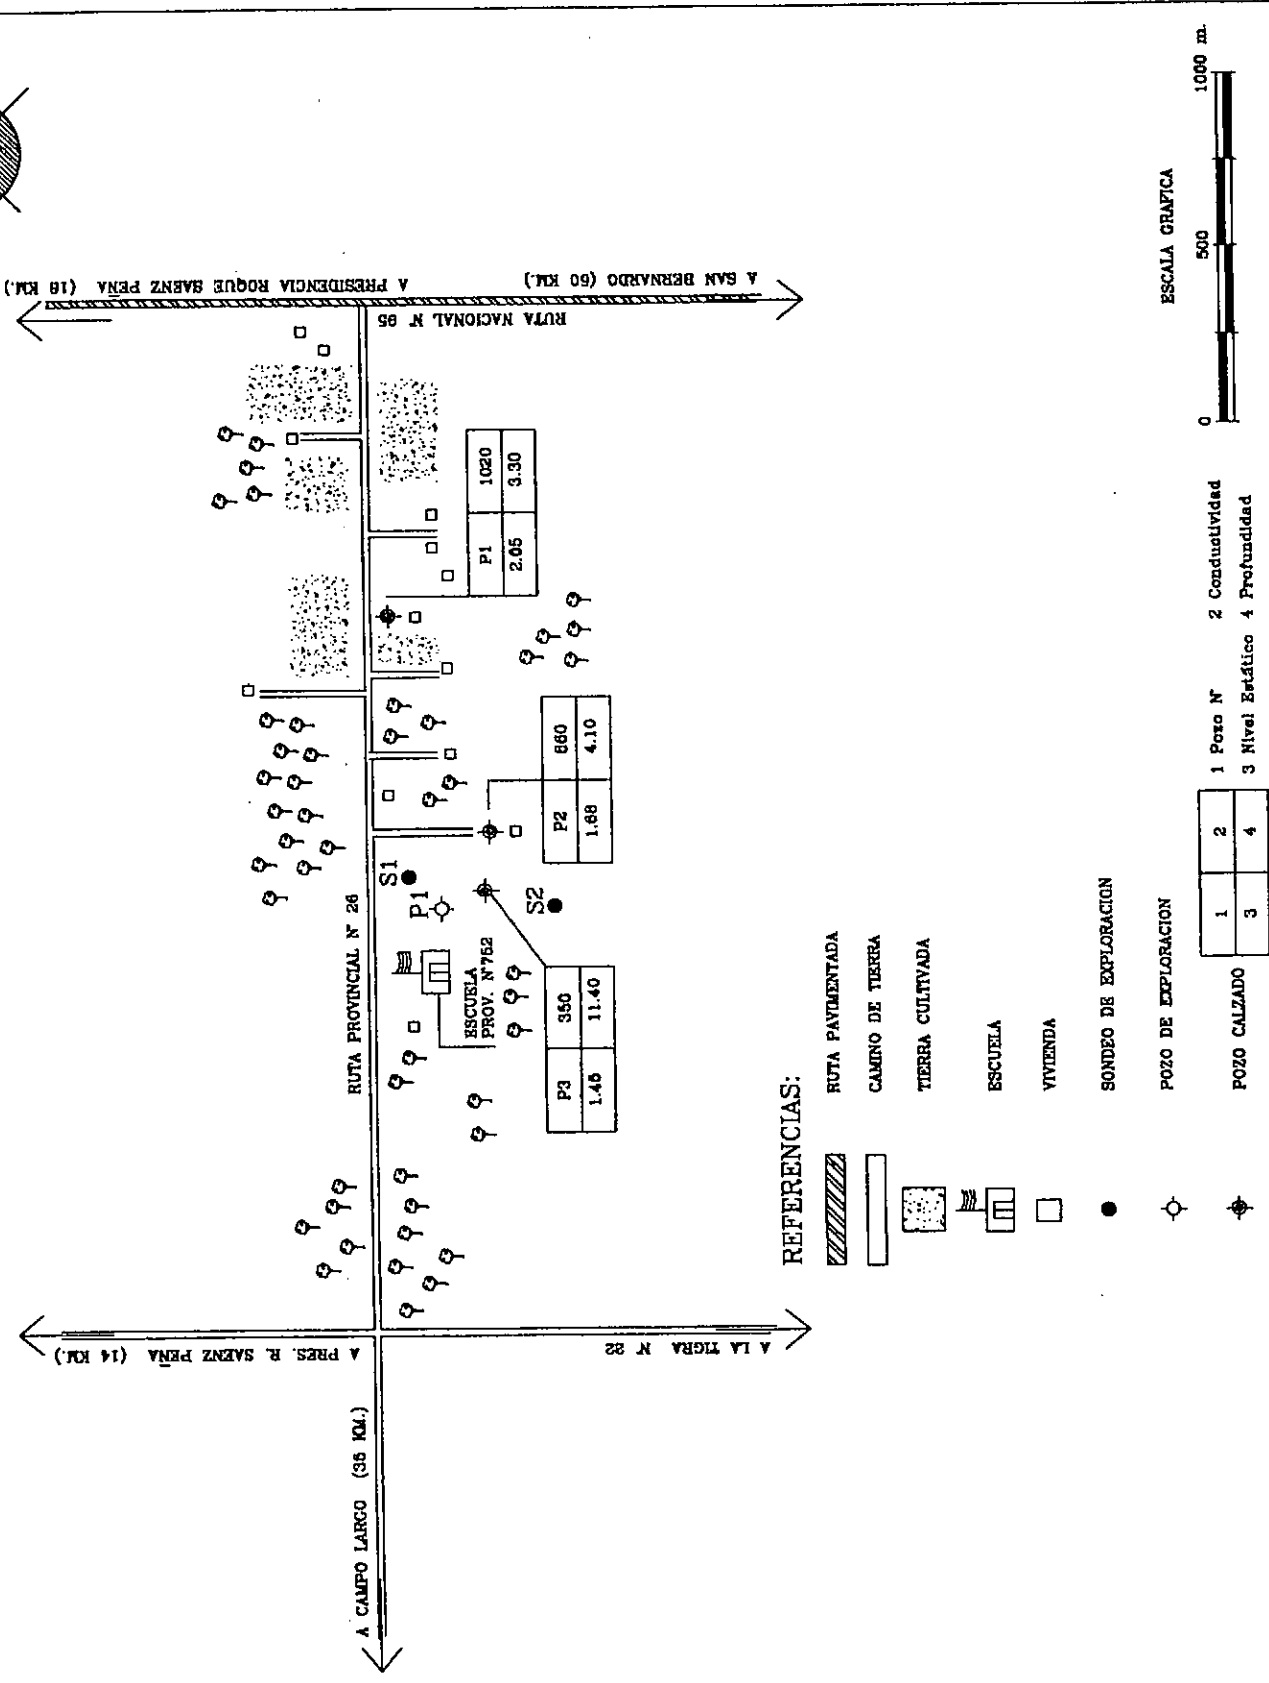 A PRESIDENCIA ROQUE SAENZ PEÑA (18 KM.)
A SAN BERNARDO (60 KM.)
RUTA NACIONAL N° 95
A PRES. R. SAENZ PEÑA (14 KM.)
A LA TIGRA N° 22
A CAMPO LARGO (35 KM.)
RUTA PROVINCIAL N° 26
P1 1020
2.05 3.30
P2 660
1.68 4.10
P3 350
1.45 11.40
S1
P1
S2
ESCUELA
PROV. N°752
REFERENCIAS:
RUTA PAVIMENTADA
CAMINO DE TIERRA
TIERRA CULTIVADA
ESCUELA
VIVIENDA
SONDEO DE EXPLORACION
POZO DE EXPLORACION
POZO CALZADO
1 2
3 4
1 Pozo N° 2 Conductividad
3 Nivel Estático 4 Profundidad
ESCALA GRAFICA
0 500 1000 m.